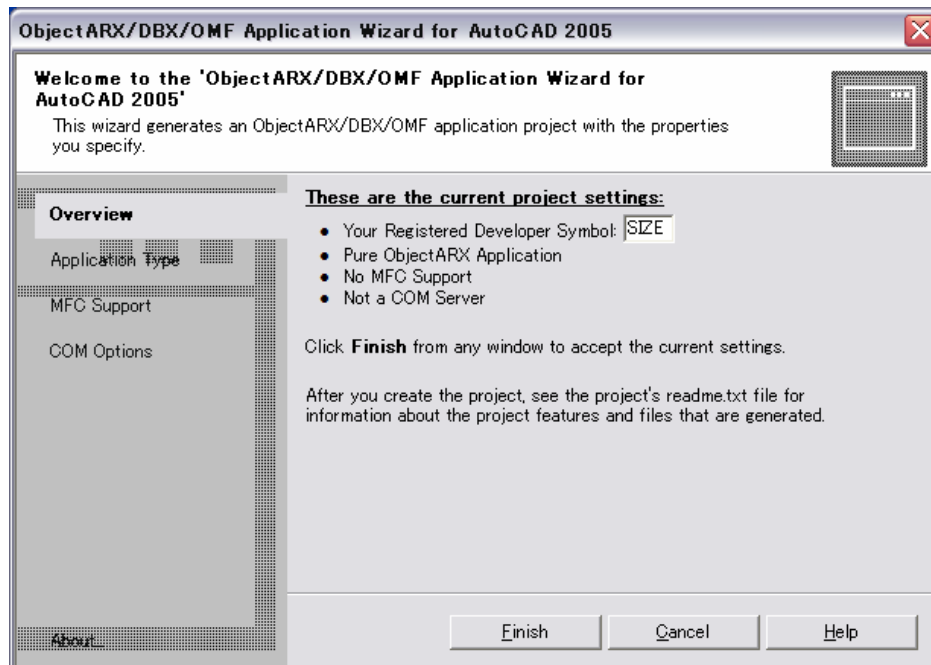 ObjectARX/DBX/OMF Application Wizard for AutoCAD 2005
Welcome to the 'ObjectARX/DBX/OMF Application Wizard for
AutoCAD 2005'
This wizard generates an ObjectARX/DBX/OMF application project with the properties
you specify.
Overview
Application Type
MFC Support
COM Options
About...
These are the current project settings:
● Your Registered Developer Symbol: SIZE
● Pure ObjectARX Application
● No MFC Support
● Not a COM Server
Click Finish from any window to accept the current settings.
After you create the project, see the project's readme.txt file for
information about the project features and files that are generated.
Finish Cancel Help